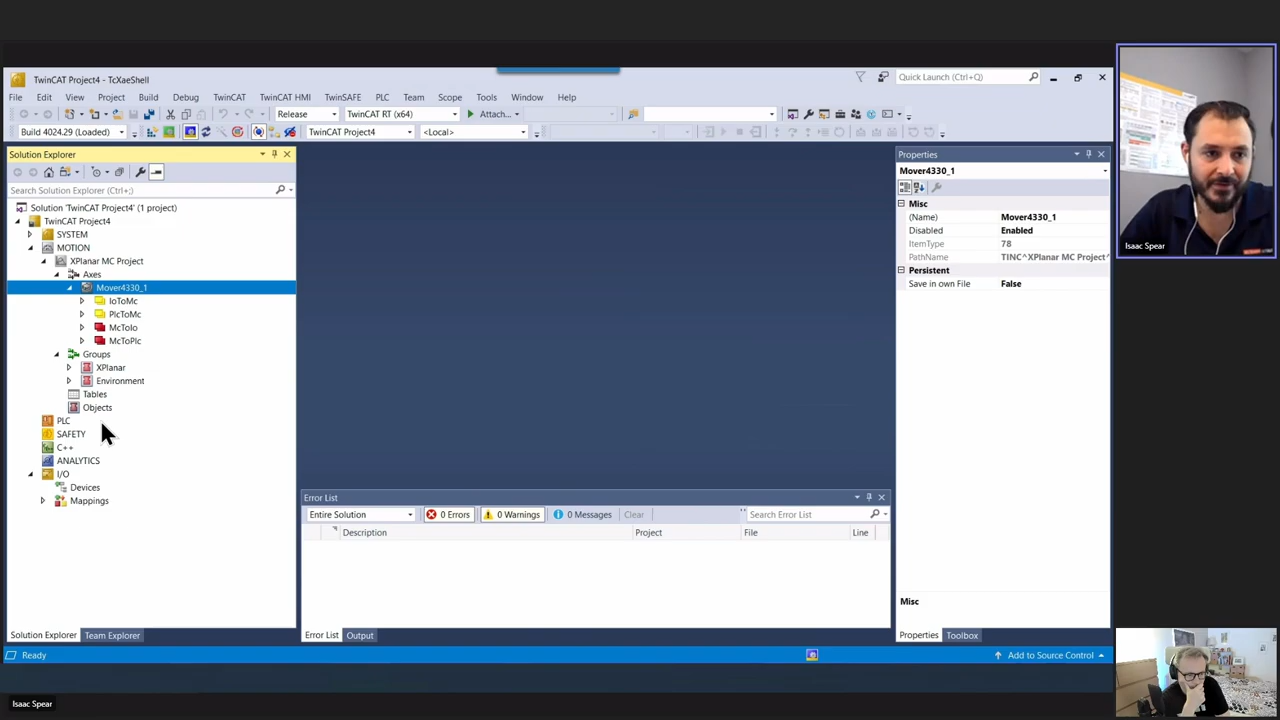 TwinCAT Project4 - TcXaeShell
Quick Launch (Ctrl+Q)
File Edit View Project Build Debug TwinCAT TwinCAT HMI TwinSAFE PLC Team Scope Tools Window Help
Release TwinCAT RT (x64) Attach...
Build 4024.29 (Loaded) TwinCAT Project4 <Local>
Solution Explorer
Search Solution Explorer (Ctrl+;)
Solution 'TwinCAT Project4' (1 project)
TwinCAT Project4
SYSTEM
MOTION
XPlanar MC Project
Axes
Mover4330_1
IoToMc
PlcToMc
McToIo
McToPlc
Groups
XPlanar
Environment
Tables
Objects
PLC
SAFETY
C++
ANALYTICS
I/O
Devices
Mappings
Solution Explorer Team Explorer
Error List
Entire Solution 0 Errors 0 Warnings 0 Messages Clear Search Error List
Description Project File Line
Error List Output
Properties
Mover4330_1
Misc
(Name) Mover4330_1
Disabled Enabled
ItemType 78
PathName TINC^XPlanar MC Project^
Persistent
Save in own File False
Misc
Properties Toolbox
Ready
Add to Source Control
Isaac Spear
Isaac Spear